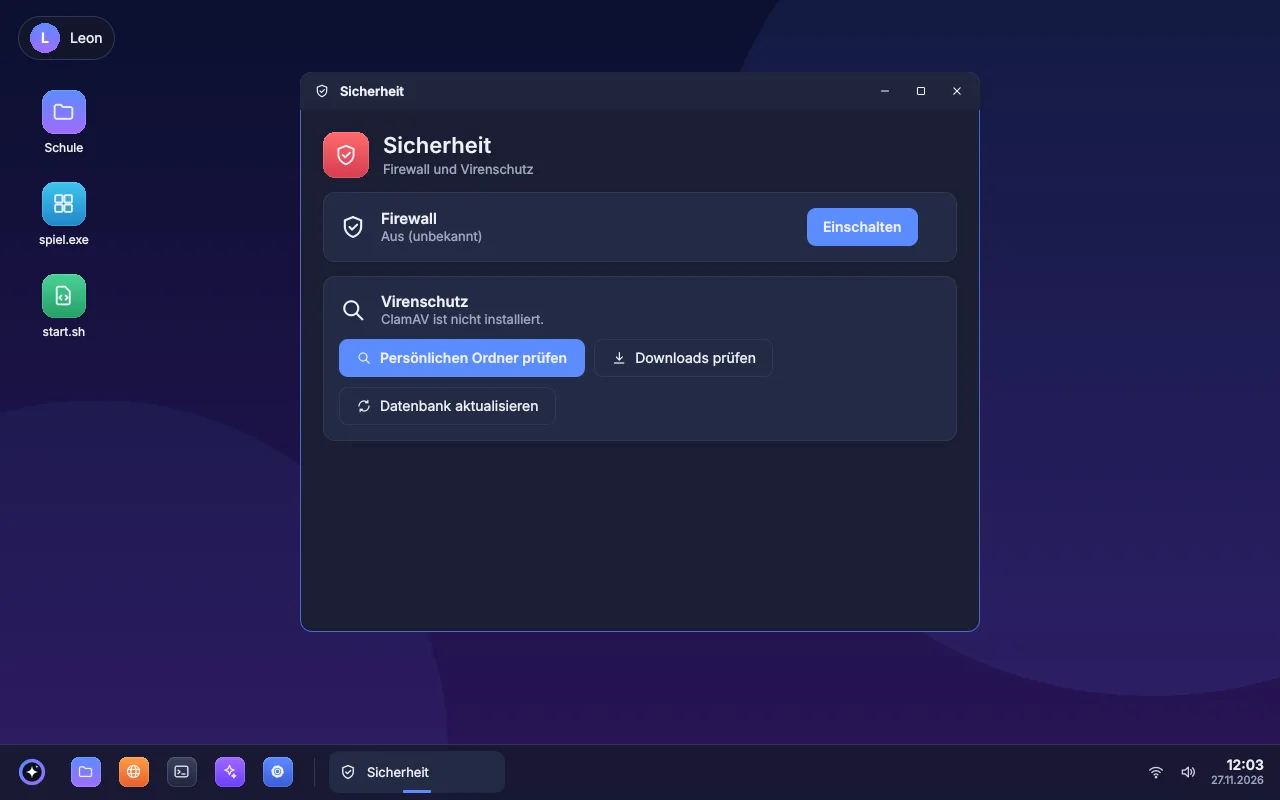 L Leon
Schule
spiel.exe
start.sh
Sicherheit
Sicherheit
Firewall und Virenschutz
Firewall
Aus (unbekannt)
Einschalten
Virenschutz
ClamAV ist nicht installiert.
Persönlichen Ordner prüfen
Downloads prüfen
Datenbank aktualisieren
Sicherheit
12:03
27.11.2026